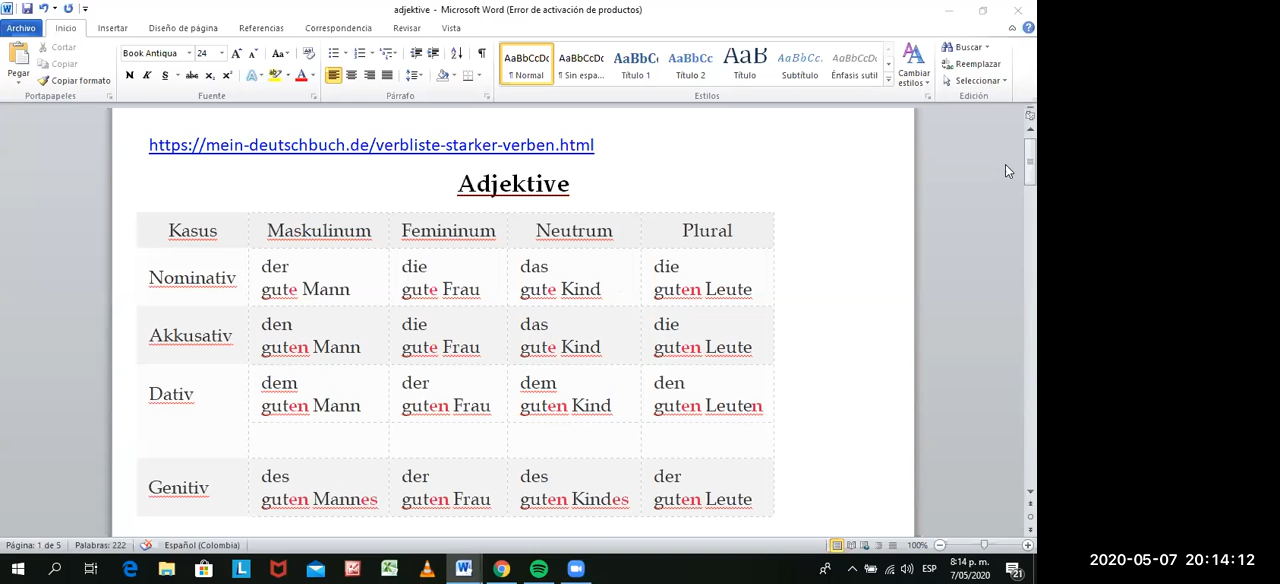 adjektive - Microsoft Word (Error de activación de productos)
Archivo Inicio Insertar Diseño de página Referencias Correspondencia Revisar Vista
Pegar
Cortar
Copiar
Copiar formato
Portapapeles
Book Antiqua 24
N K S abc x₂ x²
Fuente
Párrafo
AaBbCcDc ¶ Normal
AaBbCcDc ¶ Sin espa...
AaBbC Título 1
AaBbCc Título 2
AaB Título
AaBbCc. Subtítulo
AaBbCcDc Énfasis sutil
Estilos
Cambiar estilos
Buscar
Reemplazar
Seleccionar
Edición
https://mein-deutschbuch.de/verbliste-starker-verben.html
Adjektive
Kasus Maskulinum Femininum Neutrum Plural
Nominativ
der
gute Mann
die
gute Frau
das
gute Kind
die
guten Leute
Akkusativ
den
guten Mann
die
gute Frau
das
gute Kind
die
guten Leute
Dativ
dem
guten Mann
der
guten Frau
dem
guten Kind
den
guten Leuten
Genitiv
des
guten Mannes
der
guten Frau
des
guten Kindes
der
guten Leute
Página: 1 de 5 Palabras: 222 Español (Colombia) 100%
ESP
8:14 p. m.
7/05/2020
21
2020-05-07 20:14:12